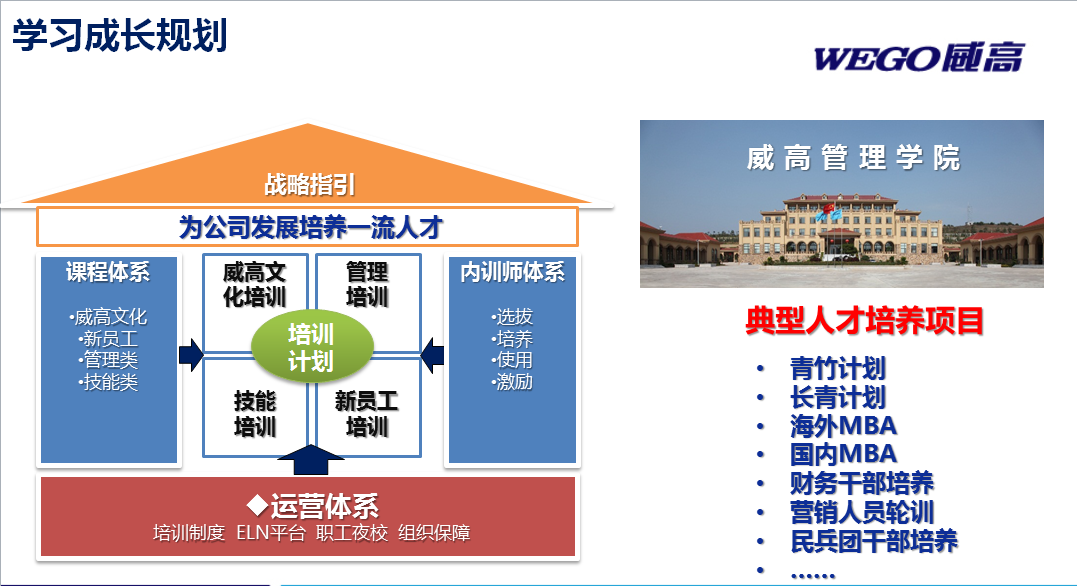 学习成长规划
WEGO威高
战略指引
为公司发展培养一流人才
课程体系
•威高文化
•新员工
•管理类
•技能类
威高文
化培训
管理
培训
培训
计划
技能
培训
新员工
培训
内训师体系
•选拔
•培养
•使用
•激励
◆运营体系
培训制度 ELN平台 职工夜校 组织保障
威高管理学院
典型人才培养项目
• 青竹计划
• 长青计划
• 海外MBA
• 国内MBA
• 财务干部培养
• 营销人员轮训
• 民兵团干部培养
• ……